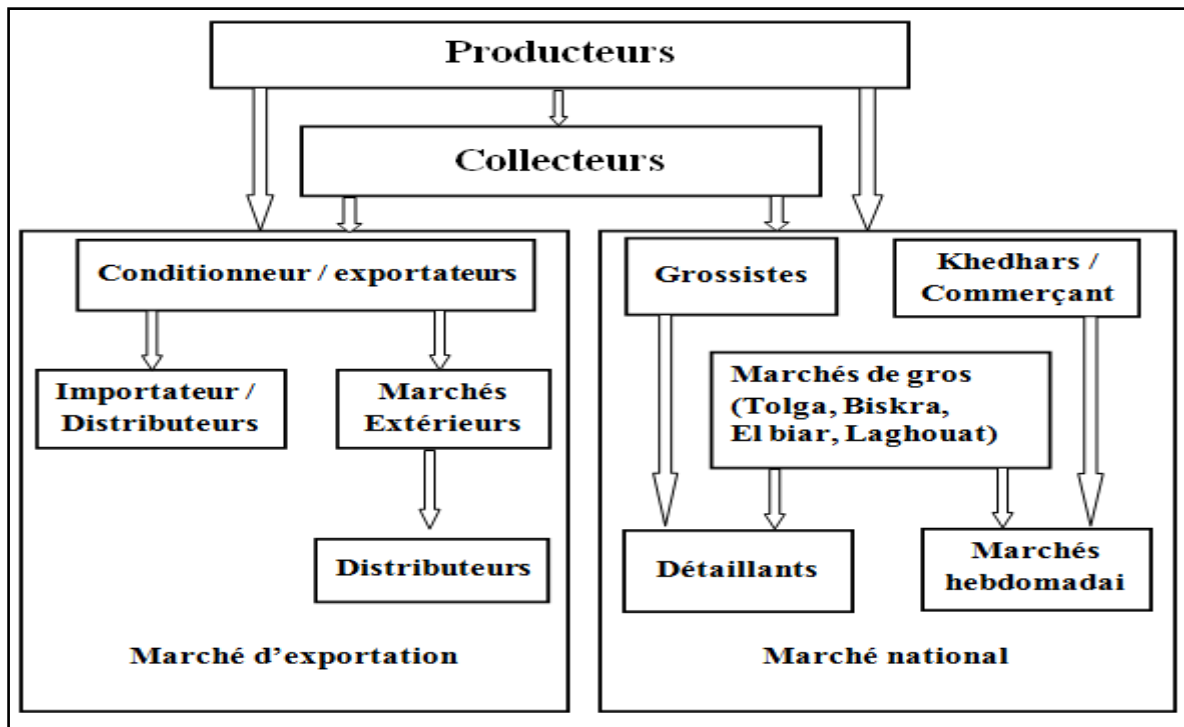 Producteurs
Collecteurs
Conditionneur / exportateurs
Importateur /
Distributeurs
Marchés
Extérieurs
Distributeurs
Marché d’exportation
Grossistes
Khedhars /
Commerçant
Marchés de gros
(Tolga, Biskra,
El biar, Laghouat)
Détaillants
Marchés
hebdomadai
Marché national